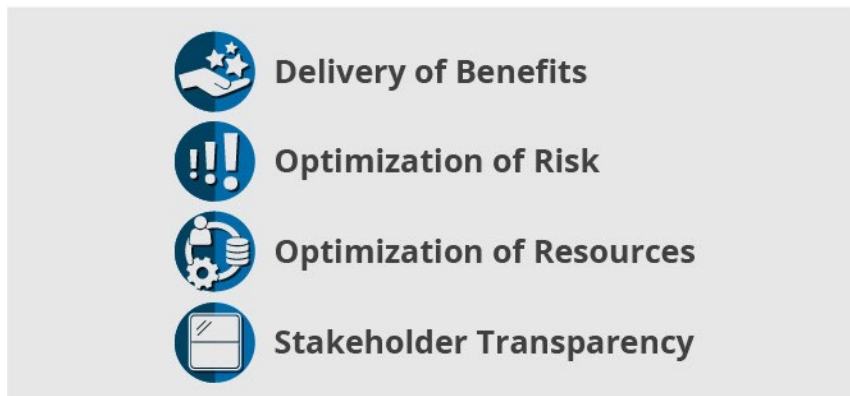 Delivery of Benefits
Optimization of Risk
Optimization of Resources
Stakeholder Transparency